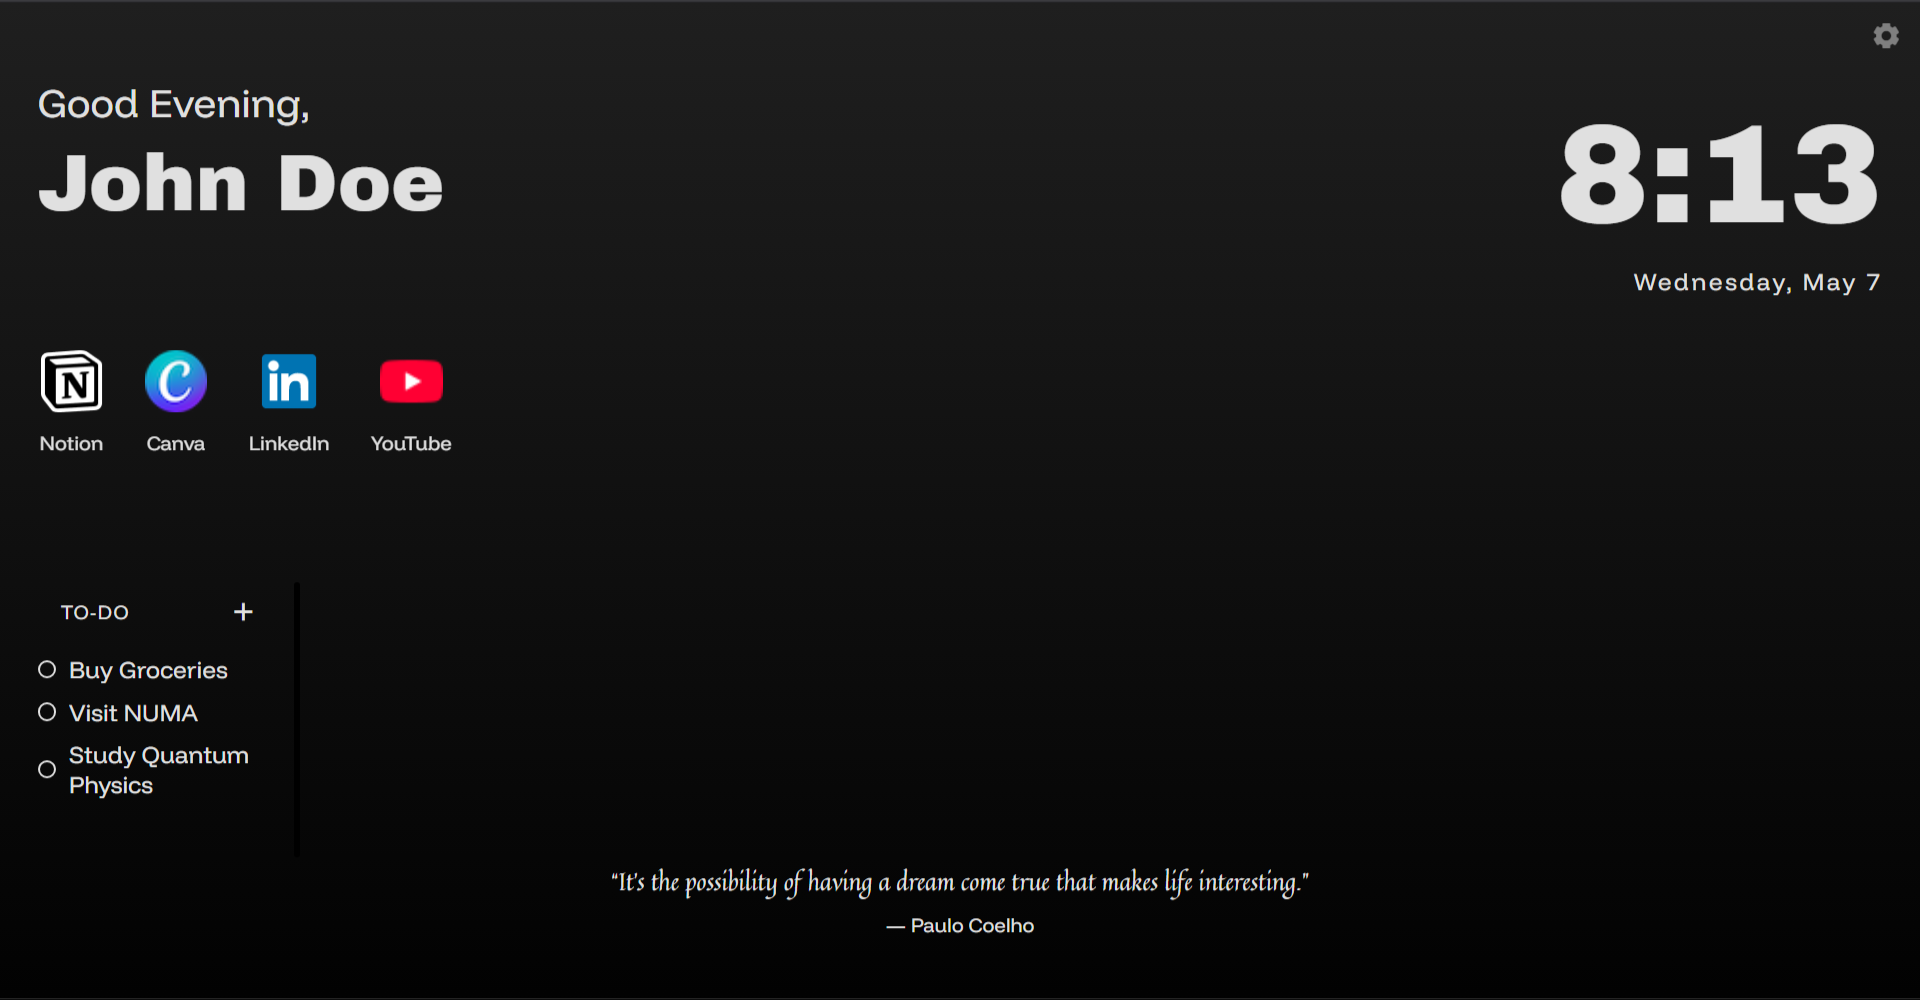 Good Evening,
John Doe
8:13
Wednesday, May 7
Notion
Canva
LinkedIn
YouTube
TO-DO
Buy Groceries
Visit NUMA
Study Quantum
Physics
"It's the possibility of having a dream come true that makes life interesting."
— Paulo Coelho